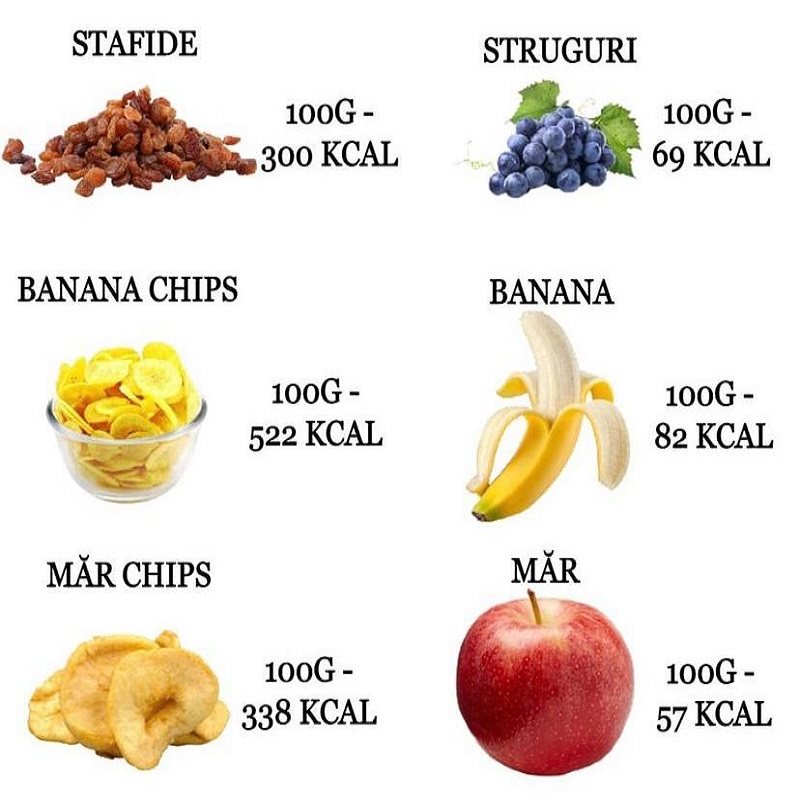 STAFIDE
100G -
300 KCAL
STRUGURI
100G -
69 KCAL
BANANA CHIPS
100G -
522 KCAL
BANANA
100G -
82 KCAL
MĂR CHIPS
100G -
338 KCAL
MĂR
100G -
57 KCAL